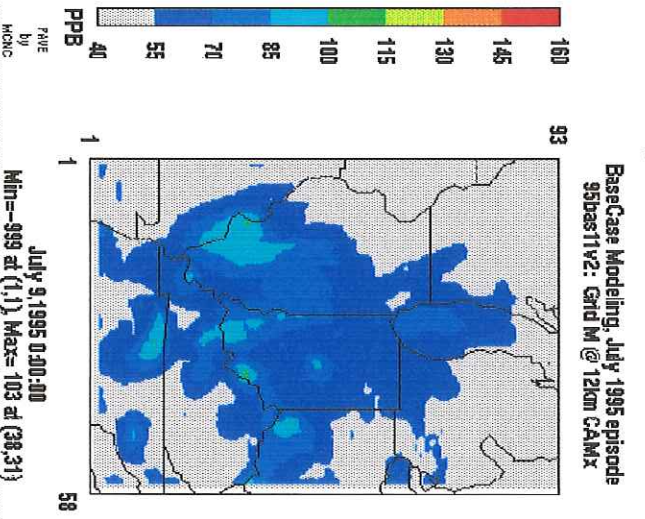 BaseCase Modeling, July 1995 episode
95bas11v2: Grid M @ 12km CAMx
160
145
130
115
100
85
70
55
40
PPB
PAVE
by
MCNC
93
1
1
58
July 9,1995 0:00:00
Min=-999 at (1,1) Max= 103 at (38,31)